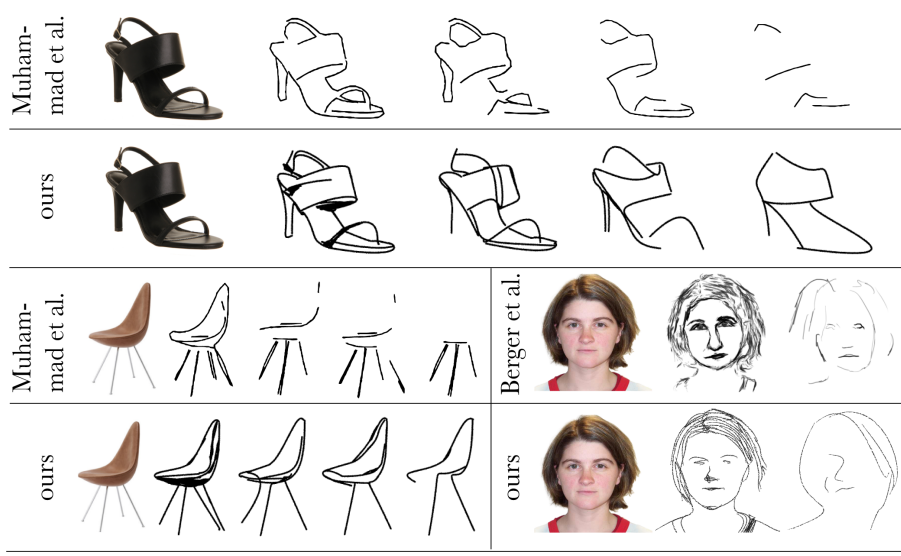 Muham-
mad et al.
ours
Muham-
mad et al.
Berger et al.
ours
ours